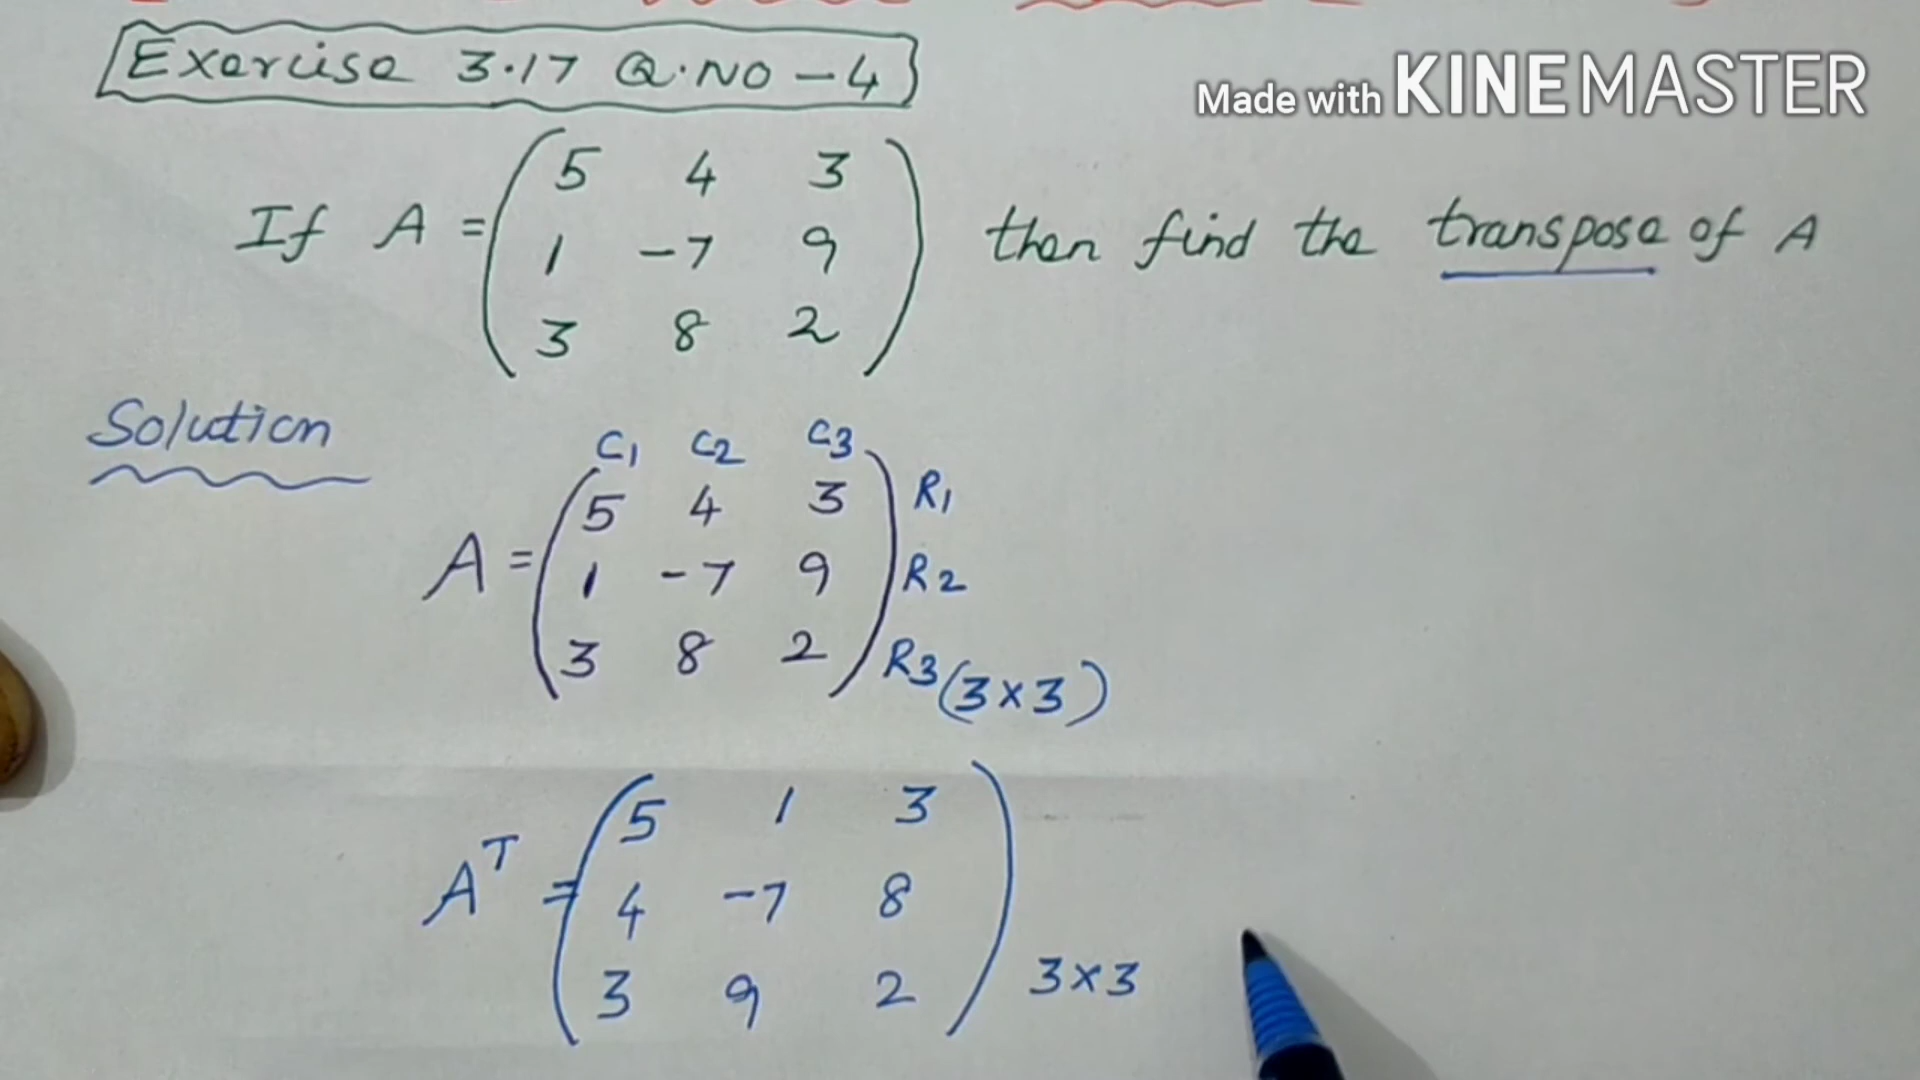 Exercise 3.17 Q.NO - 4
Made with KINEMASTER
5 4 3
If A = 1 -7 9 then find the transpose of A
3 8 2
Solution
C1 C2 C3
5 4 3 R1
A = 1 -7 9 R2
3 8 2 R3 (3×3)
5 1 3
A^T = 4 -7 8
3 9 2 3×3